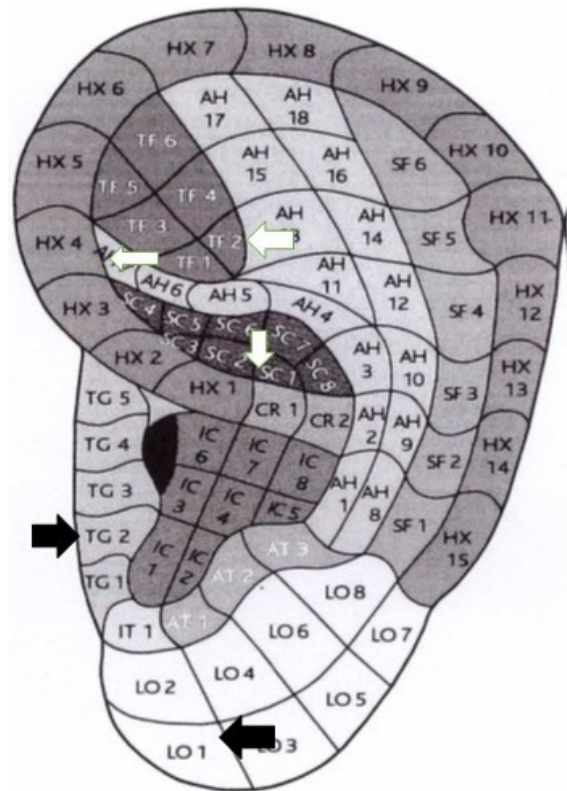 HX 7
HX 8
HX 6
HX 9
AH
17
AH
18
TF 6
HX 10
HX 5
AH
15
AH
16
SF 6
TF 5
TF 4
HX 11
HX 4
TF 3
TF 2
AH
14
SF 5
TF 1
AH
11
AH 6
AH 5
AH
12
SF 4
HX
12
HX 3
SC 4
SC 5
SC 6
AH 4
SC 7
SC 3
SC 2
SC 1
SC 8
AH
3
AH
10
SF 3
HX
13
HX 2
HX 1
TG 5
CR 1
CR 2
AH
2
AH
9
SF 2
HX
14
TG 4
IC
6
IC
7
IC
8
TG 3
IC
3
IC
4
IC 5
AH
1
AH
8
SF 1
TG 2
IC
1
IC
2
AT 3
HX
15
TG 1
AT 2
LO 8
IT 1
AT 1
LO 6
LO 7
LO 2
LO 4
LO 5
LO 1
LO 3